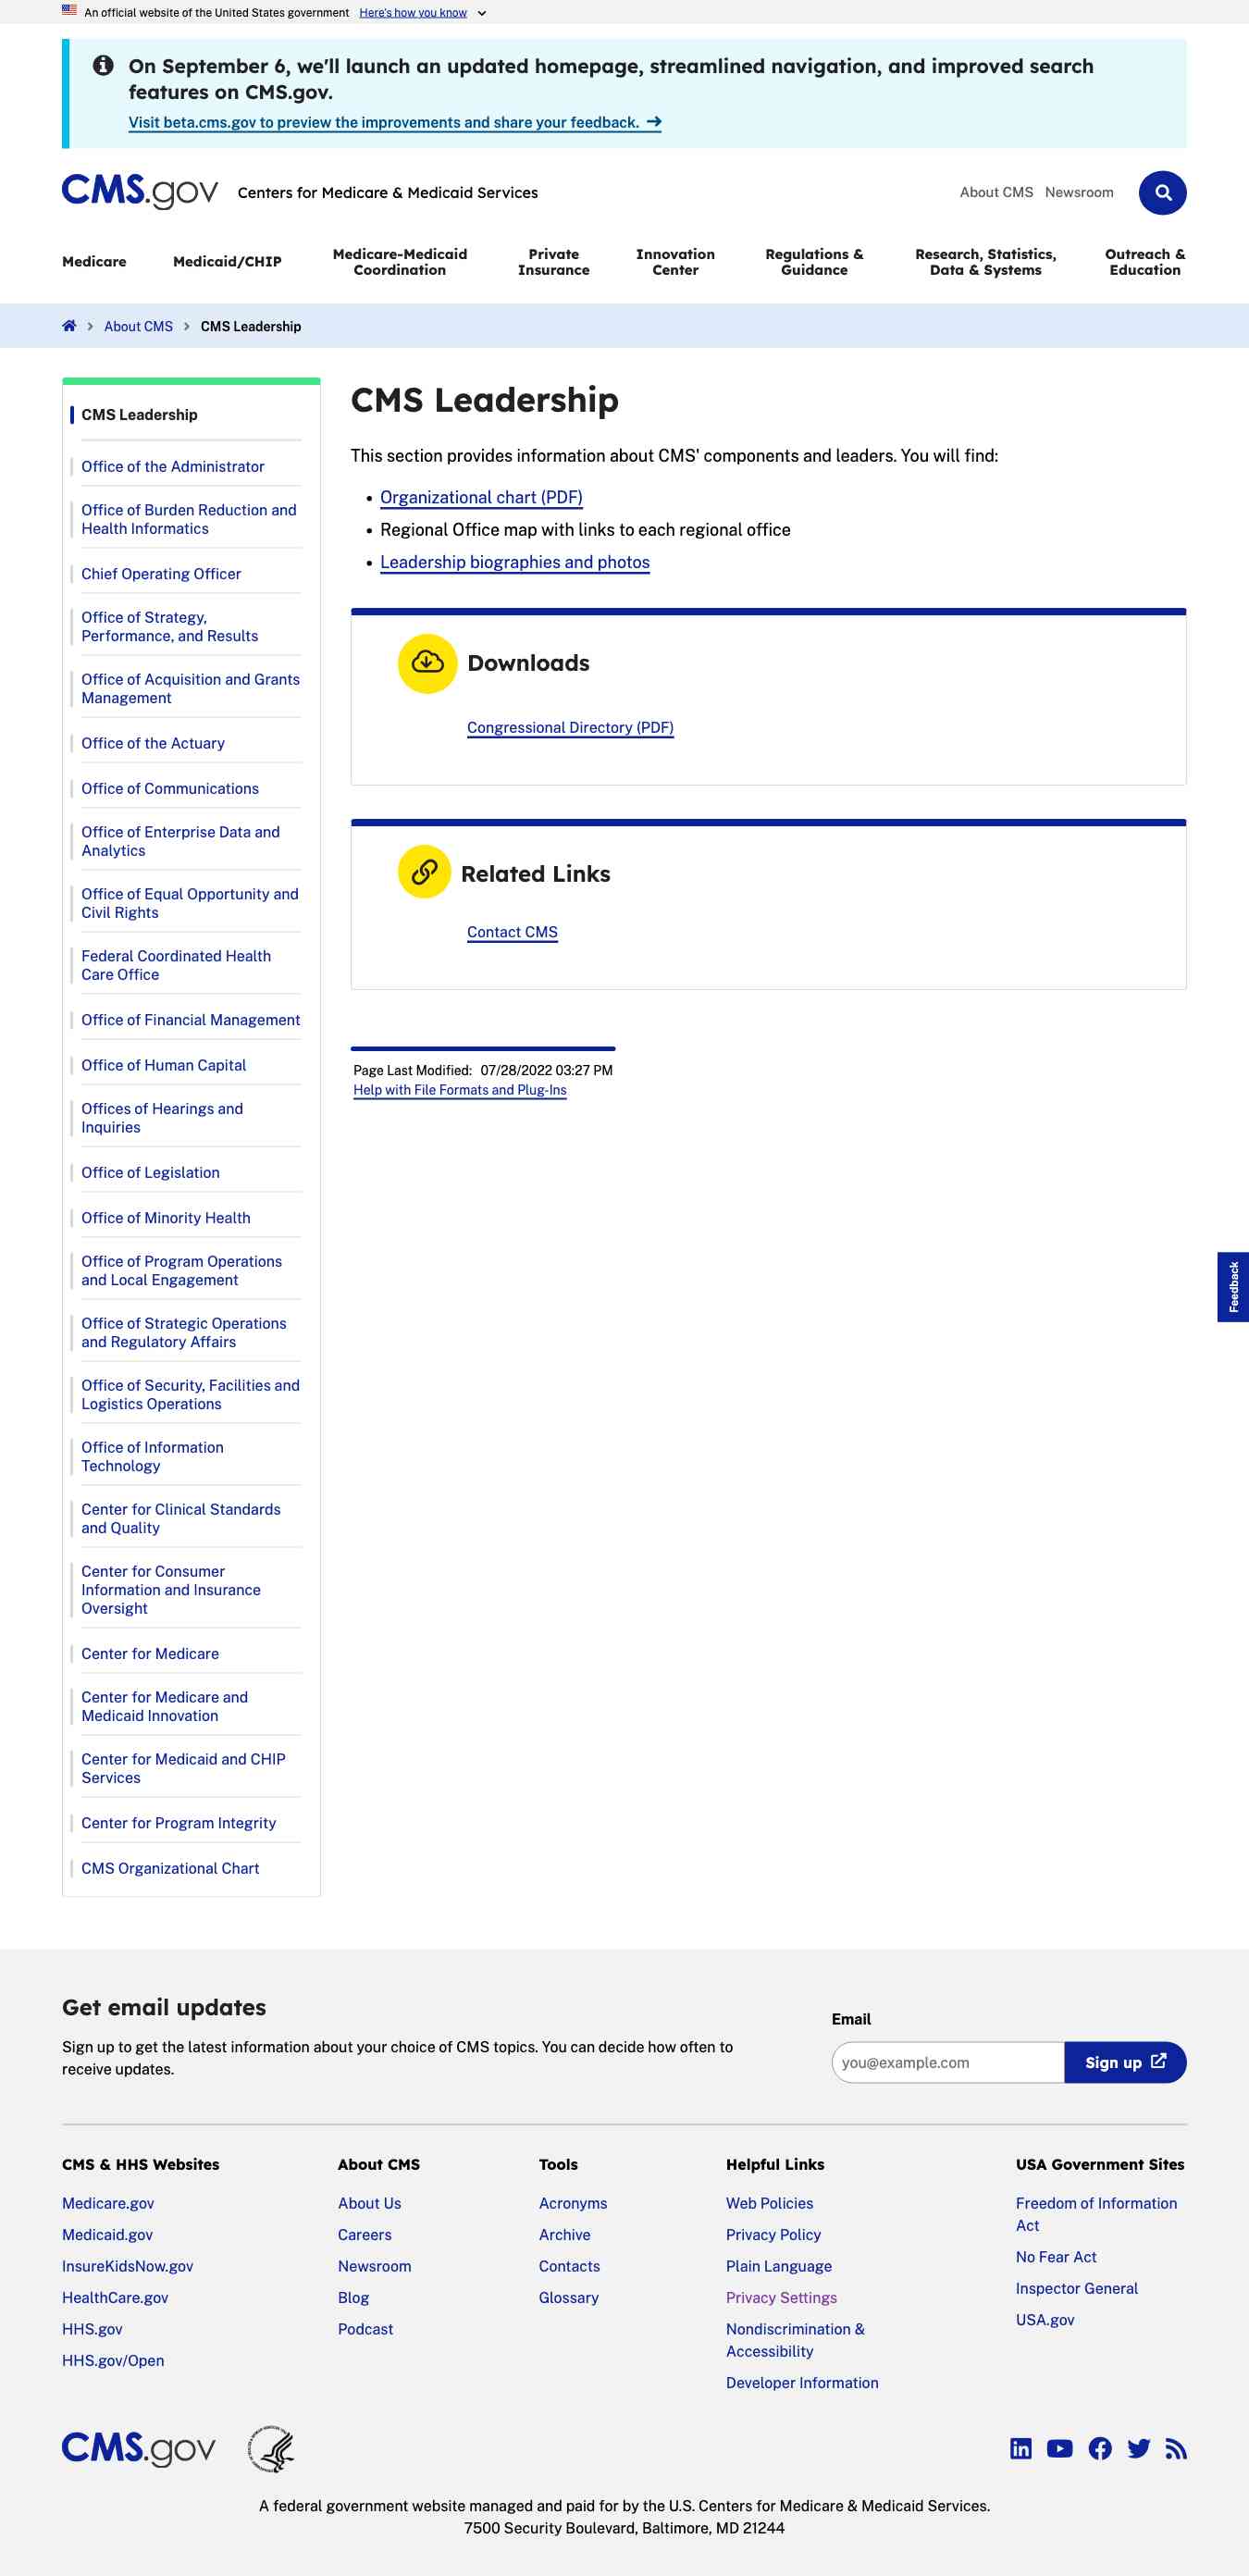 An official website of the United States government Here's how you know
On September 6, we'll launch an updated homepage, streamlined navigation, and improved search
features on CMS.gov.
Visit beta.cms.gov to preview the improvements and share your feedback.
CMS.gov Centers for Medicare & Medicaid Services
About CMS Newsroom
Medicare
Medicaid/CHIP
Medicare-Medicaid
Coordination
Private
Insurance
Innovation
Center
Regulations &
Guidance
Research, Statistics,
Data & Systems
Outreach &
Education
About CMS CMS Leadership
CMS Leadership
Office of the Administrator
Office of Burden Reduction and
Health Informatics
Chief Operating Officer
Office of Strategy,
Performance, and Results
Office of Acquisition and Grants
Management
Office of the Actuary
Office of Communications
Office of Enterprise Data and
Analytics
Office of Equal Opportunity and
Civil Rights
Federal Coordinated Health
Care Office
Office of Financial Management
Office of Human Capital
Offices of Hearings and
Inquiries
Office of Legislation
Office of Minority Health
Office of Program Operations
and Local Engagement
Office of Strategic Operations
and Regulatory Affairs
Office of Security, Facilities and
Logistics Operations
Office of Information
Technology
Center for Clinical Standards
and Quality
Center for Consumer
Information and Insurance
Oversight
Center for Medicare
Center for Medicare and
Medicaid Innovation
Center for Medicaid and CHIP
Services
Center for Program Integrity
CMS Organizational Chart
CMS Leadership
This section provides information about CMS' components and leaders. You will find:
• Organizational chart (PDF)
• Regional Office map with links to each regional office
• Leadership biographies and photos
Downloads
Congressional Directory (PDF)
Related Links
Contact CMS
Page Last Modified: 07/28/2022 03:27 PM
Help with File Formats and Plug-Ins
Feedback
Get email updates
Sign up to get the latest information about your choice of CMS topics. You can decide how often to
receive updates.
Email
you@example.com
Sign up
CMS & HHS Websites
Medicare.gov
Medicaid.gov
InsureKidsNow.gov
HealthCare.gov
HHS.gov
HHS.gov/Open
About CMS
About Us
Careers
Newsroom
Blog
Podcast
Tools
Acronyms
Archive
Contacts
Glossary
Helpful Links
Web Policies
Privacy Policy
Plain Language
Privacy Settings
Nondiscrimination &
Accessibility
Developer Information
USA Government Sites
Freedom of Information
Act
No Fear Act
Inspector General
USA.gov
CMS.gov
A federal government website managed and paid for by the U.S. Centers for Medicare & Medicaid Services.
7500 Security Boulevard, Baltimore, MD 21244